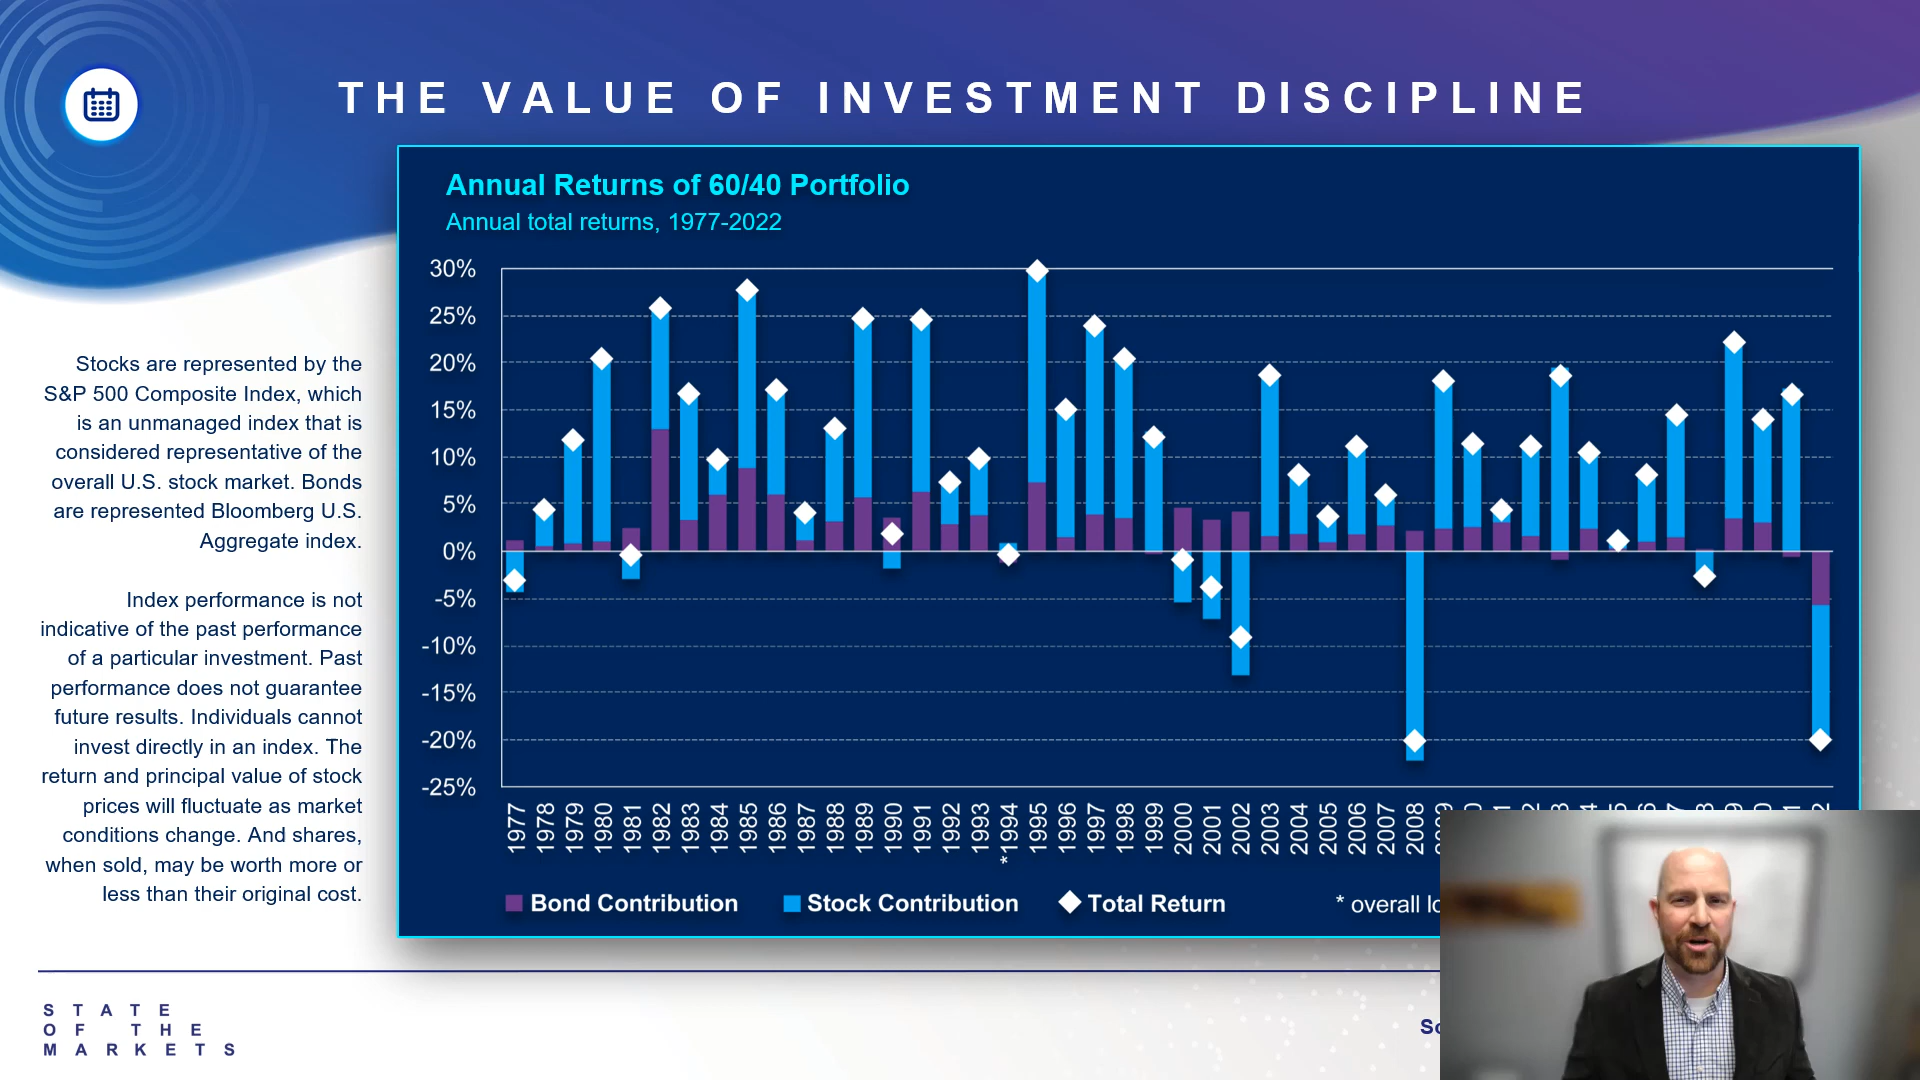 THE VALUE OF INVESTMENT DISCIPLINE
Annual Returns of 60/40 Portfolio
Annual total returns, 1977-2022
30%
25%
20%
15%
10%
5%
0%
-5%
-10%
-15%
-20%
-25%
1977
1978
1979
1980
1981
1982
1983
1984
1985
1986
1987
1988
1989
1990
1991
1992
1993
*1994
1995
1996
1997
1998
1999
2000
2001
2002
2003
2004
2005
2006
2007
2008
Bond Contribution
Stock Contribution
Total Return
* overall
Stocks are represented by the
S&P 500 Composite Index, which
is an unmanaged index that is
considered representative of the
overall U.S. stock market. Bonds
are represented Bloomberg U.S.
Aggregate index.
Index performance is not
indicative of the past performance
of a particular investment. Past
performance does not guarantee
future results. Individuals cannot
invest directly in an index. The
return and principal value of stock
prices will fluctuate as market
conditions change. And shares,
when sold, may be worth more or
less than their original cost.
STATE
OF THE
MARKETS